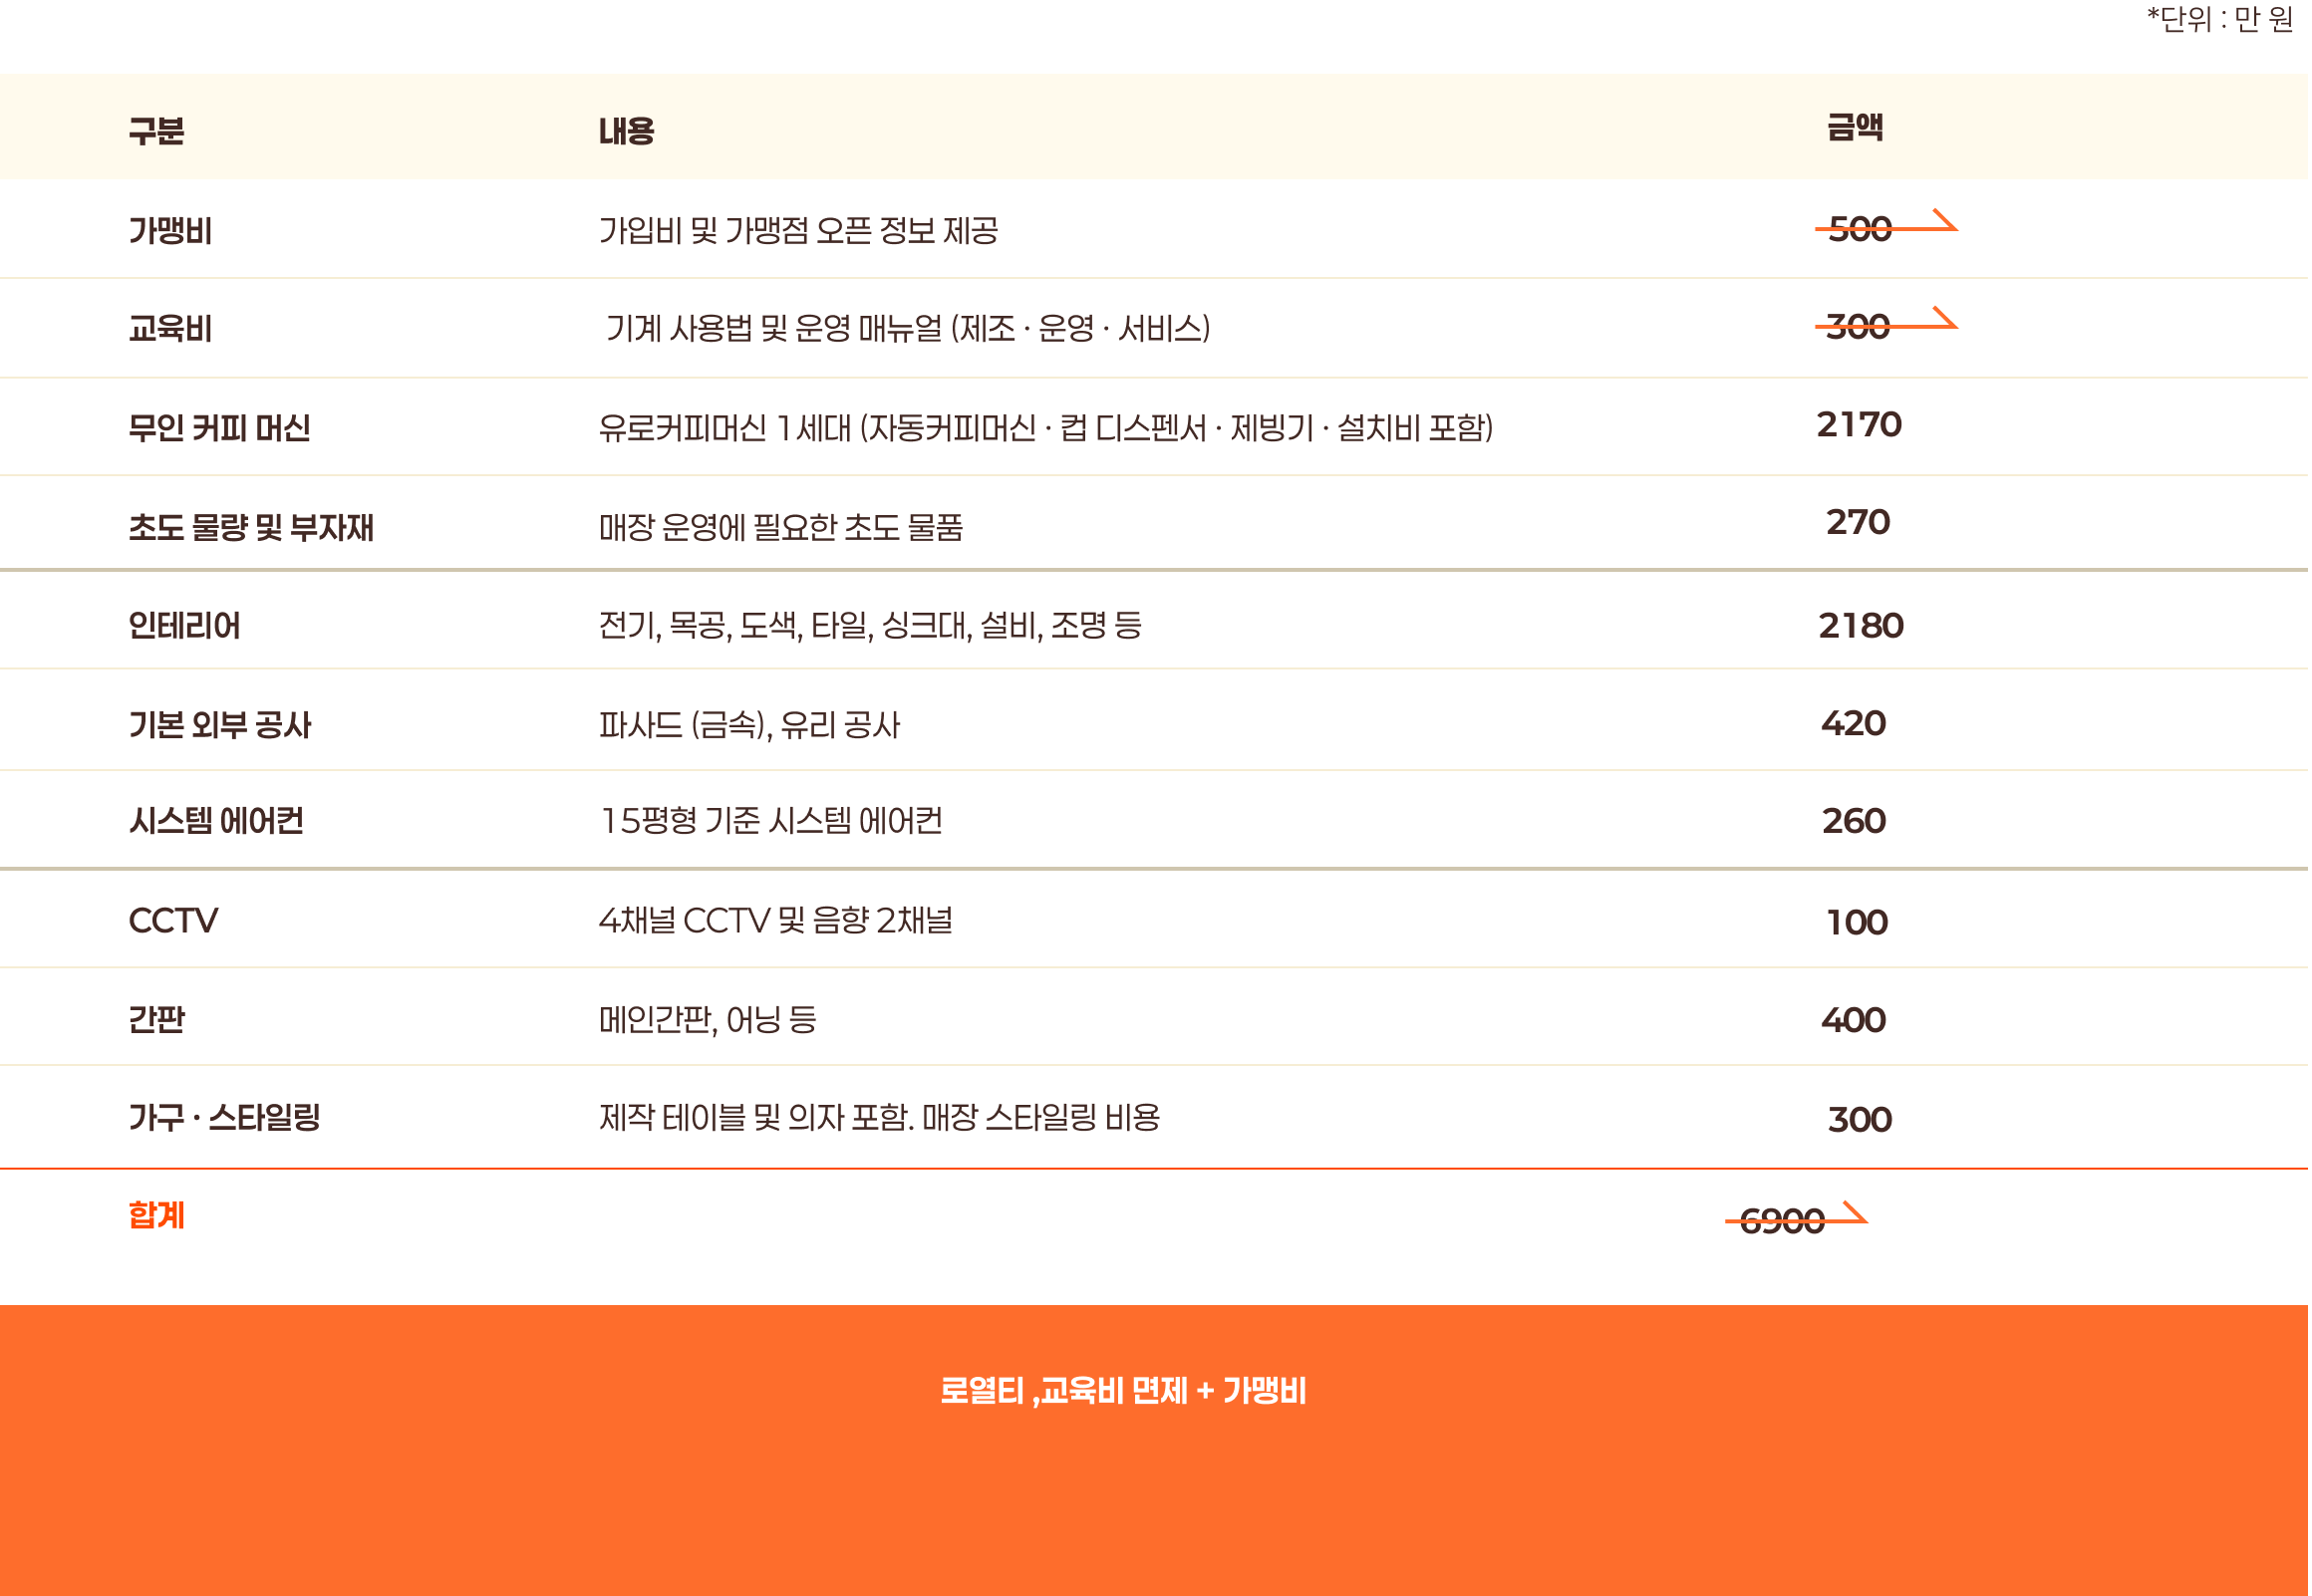 *단위 : 만 원
구분 내용 금액
가맹비 가입비 및 가맹점 오픈 정보 제공 500
교육비 기계 사용법 및 운영 매뉴얼 (제조 · 운영 · 서비스) 300
무인 커피 머신 유로커피머신 1세대 (자동커피머신 · 컵 디스펜서 · 제빙기 · 설치비 포함) 2170
초도 물량 및 부자재 매장 운영에 필요한 초도 물품 270
인테리어 전기, 목공, 도색, 타일, 싱크대, 설비, 조명 등 2180
기본 외부 공사 파사드 (금속), 유리 공사 420
시스템 에어컨 15평형 기준 시스템 에어컨 260
CCTV 4채널 CCTV 및 음향 2채널 100
간판 메인간판, 어닝 등 400
가구 · 스타일링 제작 테이블 및 의자 포함. 매장 스타일링 비용 300
합계 6900
로열티 ,교육비 면제 + 가맹비